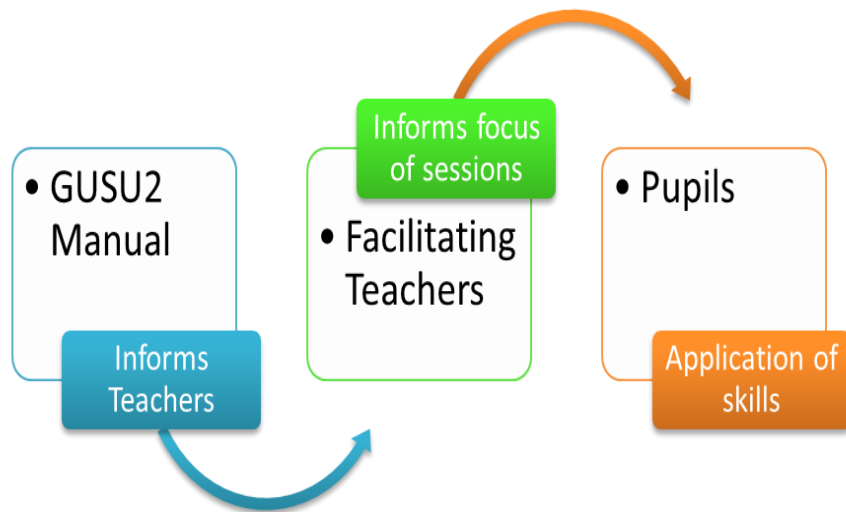 • GUSU2
Manual
Informs
Teachers
Informs focus
of sessions
• Facilitating
Teachers
• Pupils
Application of
skills